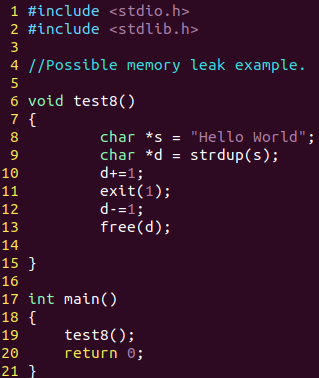 1 #include <stdio.h>
2 #include <stdlib.h>
3
4 //Possible memory leak example.
5
6 void test8()
7 {
8         char *s = "Hello World";
9         char *d = strdup(s);
10         d+=1;
11         exit(1);
12         d-=1;
13         free(d);
14
15 }
16
17 int main()
18 {
19     test8();
20     return 0;
21 }